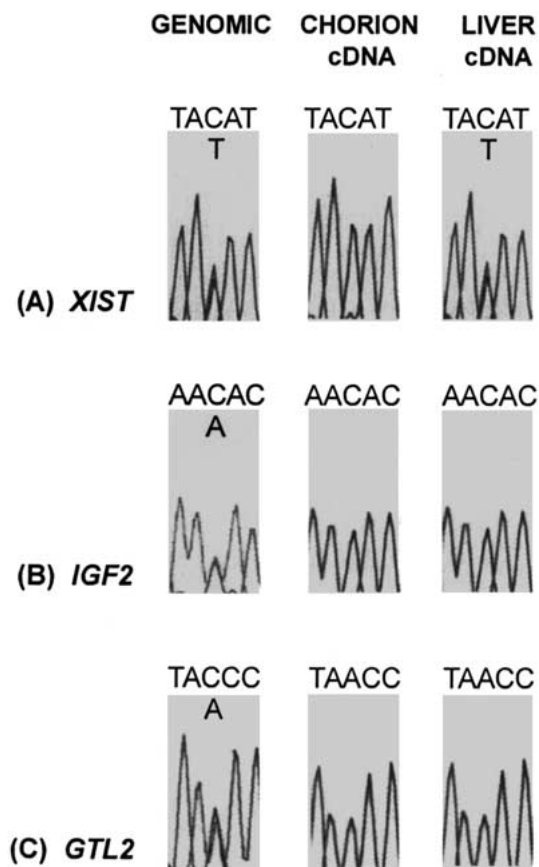 GENOMIC CHORION cDNA LIVER cDNA
TACAT TACAT TACAT
T T
(A) XIST
AACAC AACAC AACAC
A
(B) IGF2
TACCC TAACC TAACC
A
(C) GTL2